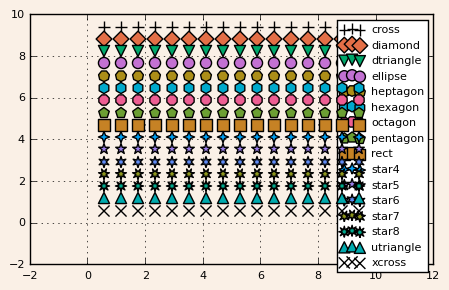 10
8
6
4
2
0
−2
−2
0
2
4
6
8
10
12
cross
diamond
dtriangle
ellipse
heptagon
hexagon
octagon
pentagon
rect
star4
star5
star6
star7
star8
utriangle
xcross